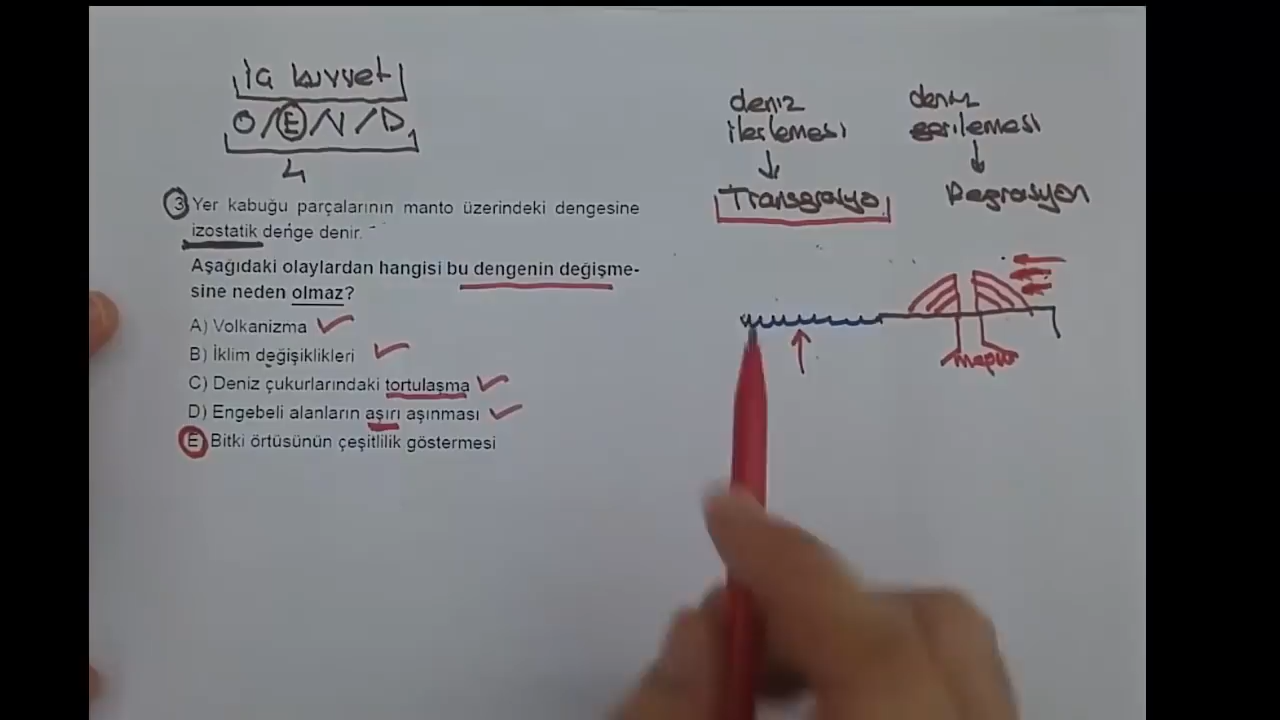 İç kuvvet
O/E/V/D
4
3 Yer kabuğu parçalarının manto üzerindeki dengesine
izostatik denge denir.
Aşağıdaki olaylardan hangisi bu dengenin değişme-
sine neden olmaz?
A) Volkanizma
B) İklim değişiklikleri
C) Deniz çukurlarındaki tortulaşma
D) Engebeli alanların aşırı aşınması
E) Bitki örtüsünün çeşitlilik göstermesi
deniz
ilerlemesi
Transgrasyo
deniz
gerilemesi
Regrasyon